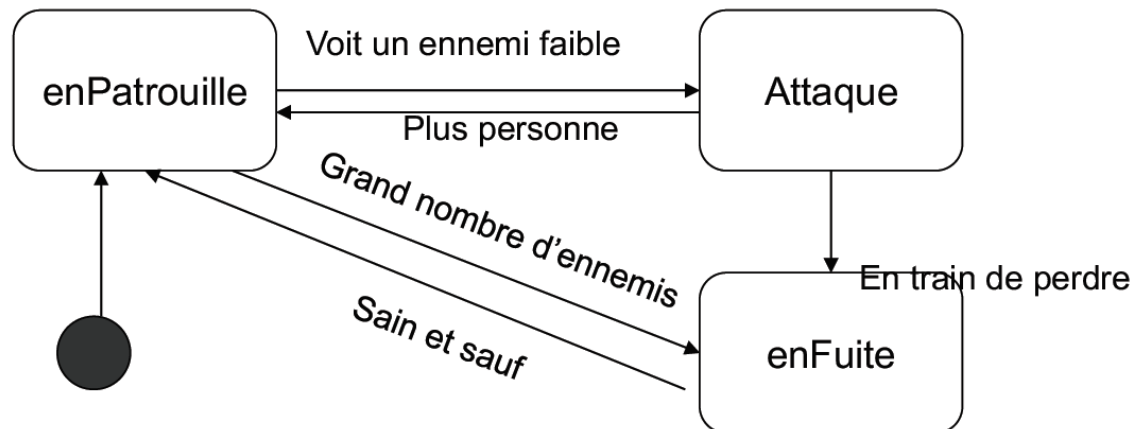 Voit un ennemi faible
enPatrouille
Attaque
Plus personne
Grand nombre d’ennemis
En train de perdre
Sain et sauf
enFuite